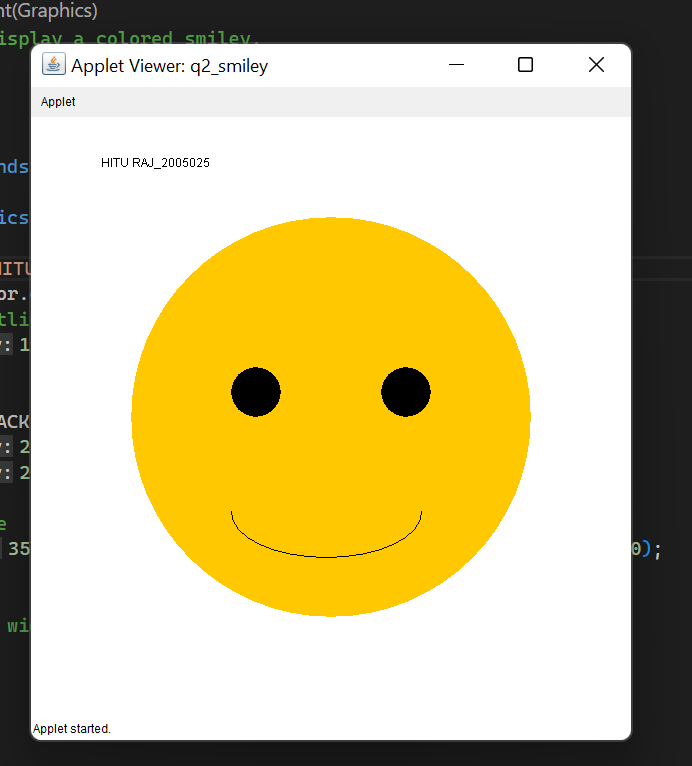 nt(Graphics)
isplay a colored smiley.
Applet Viewer: q2_smiley
Applet
nds
HITU RAJ_2005025
ics
HITU
or.
tli
y: 1
ACK
y: 2
y: 2
e
35
0);
wi
Applet started.